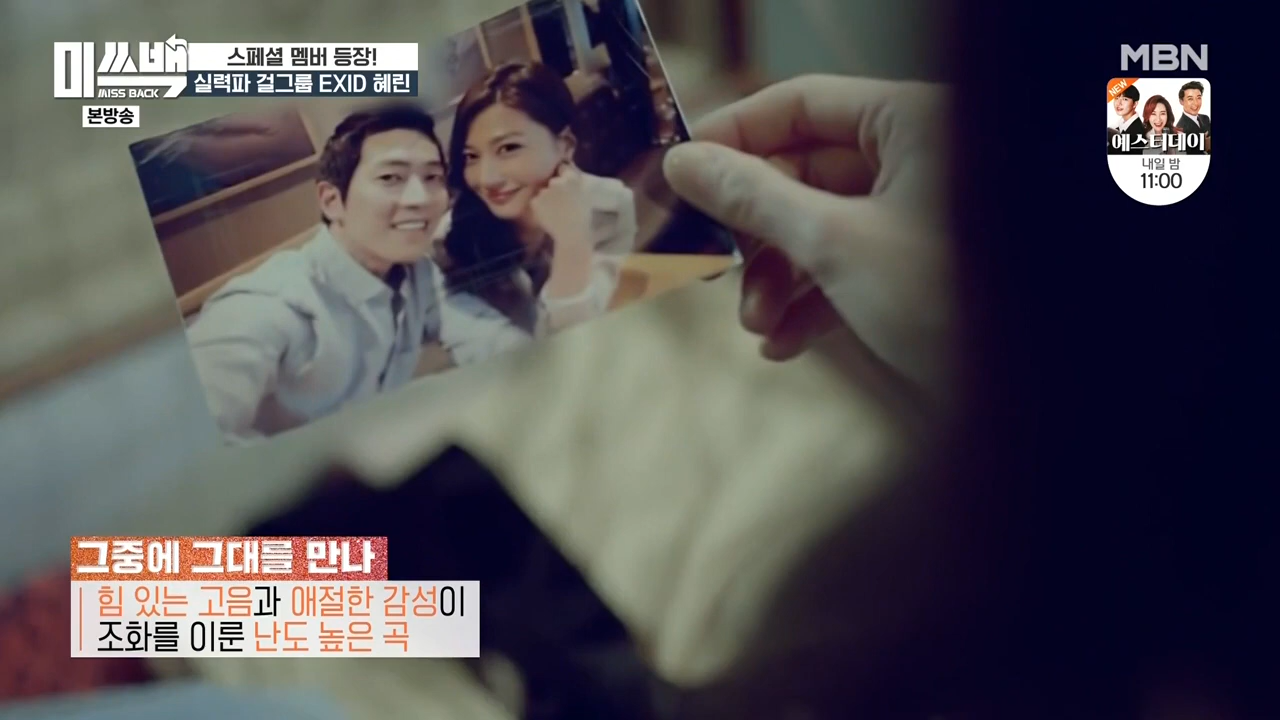 미쓰백
MISS BACK
스페셜 멤버 등장!
실력파 걸그룹 EXID 혜린
본방송
MBN
NEW
예스터데이
내일 밤
11:00
그중에 그대를 만나
힘 있는 고음과 애절한 감성이
조화를 이룬 난도 높은 곡